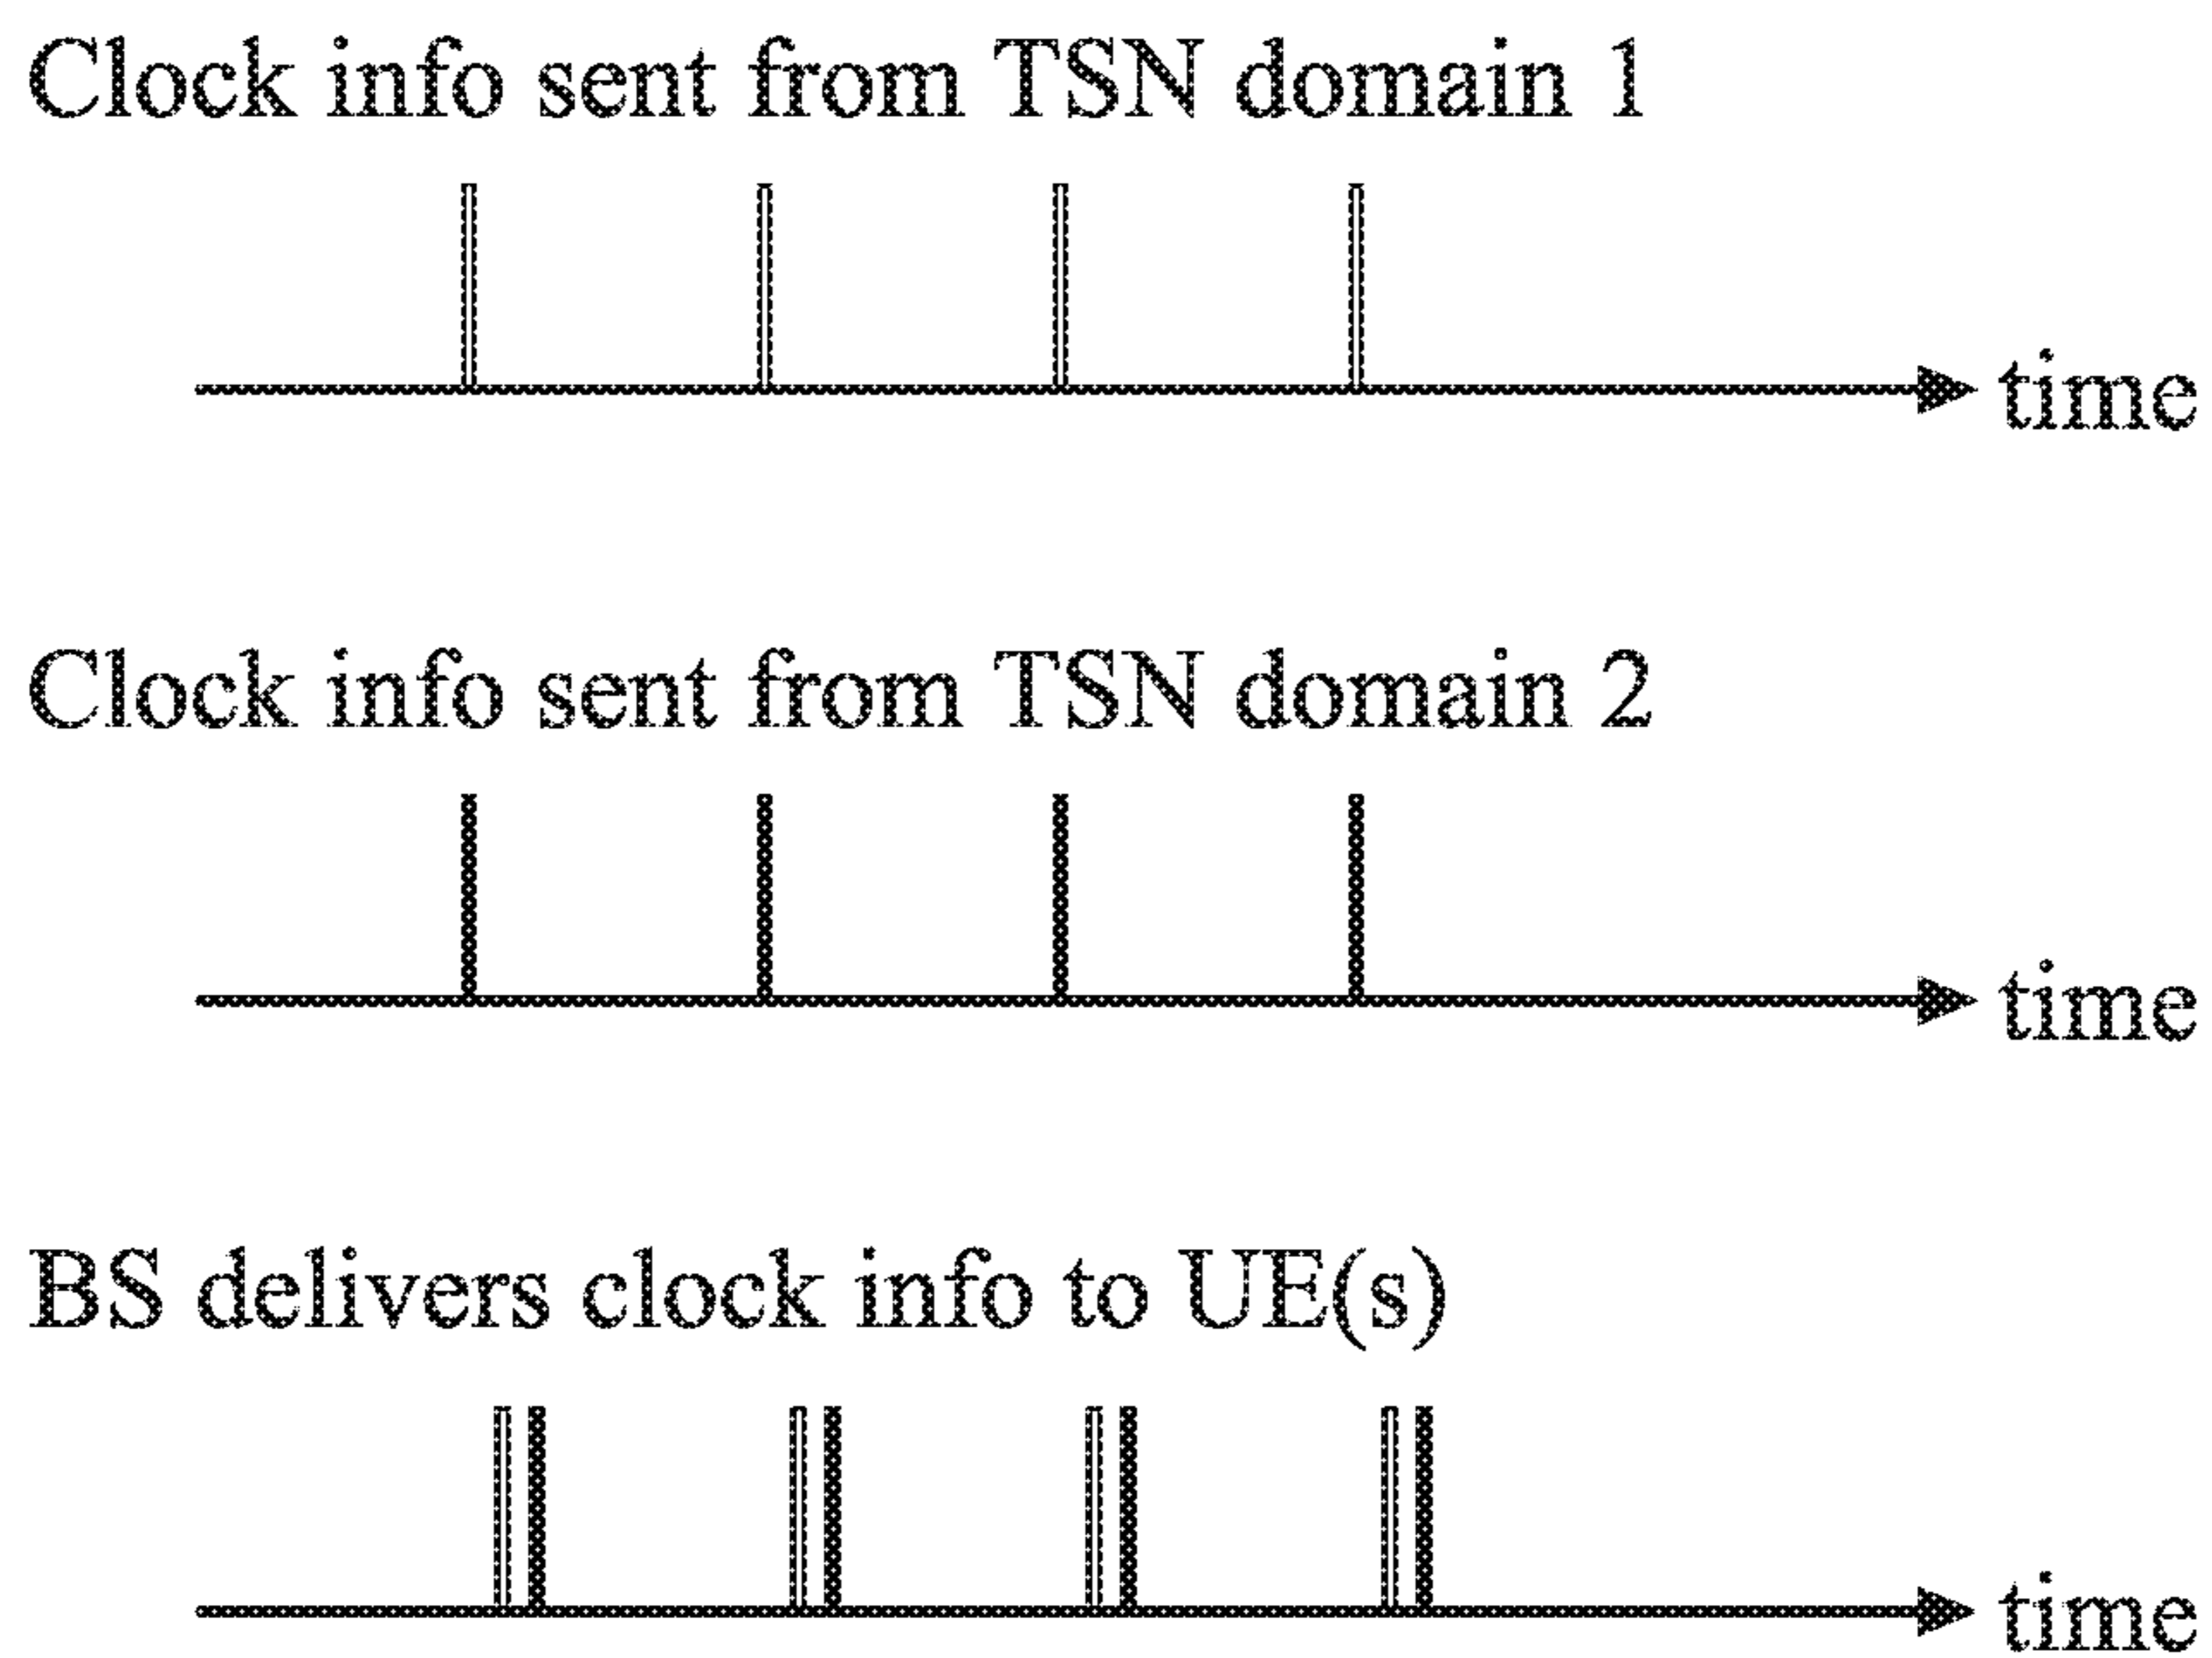 Clock info sent from TSN domain 1
time
Clock info sent from TSN domain 2
time
BS delivers clock info to UE(s)
time